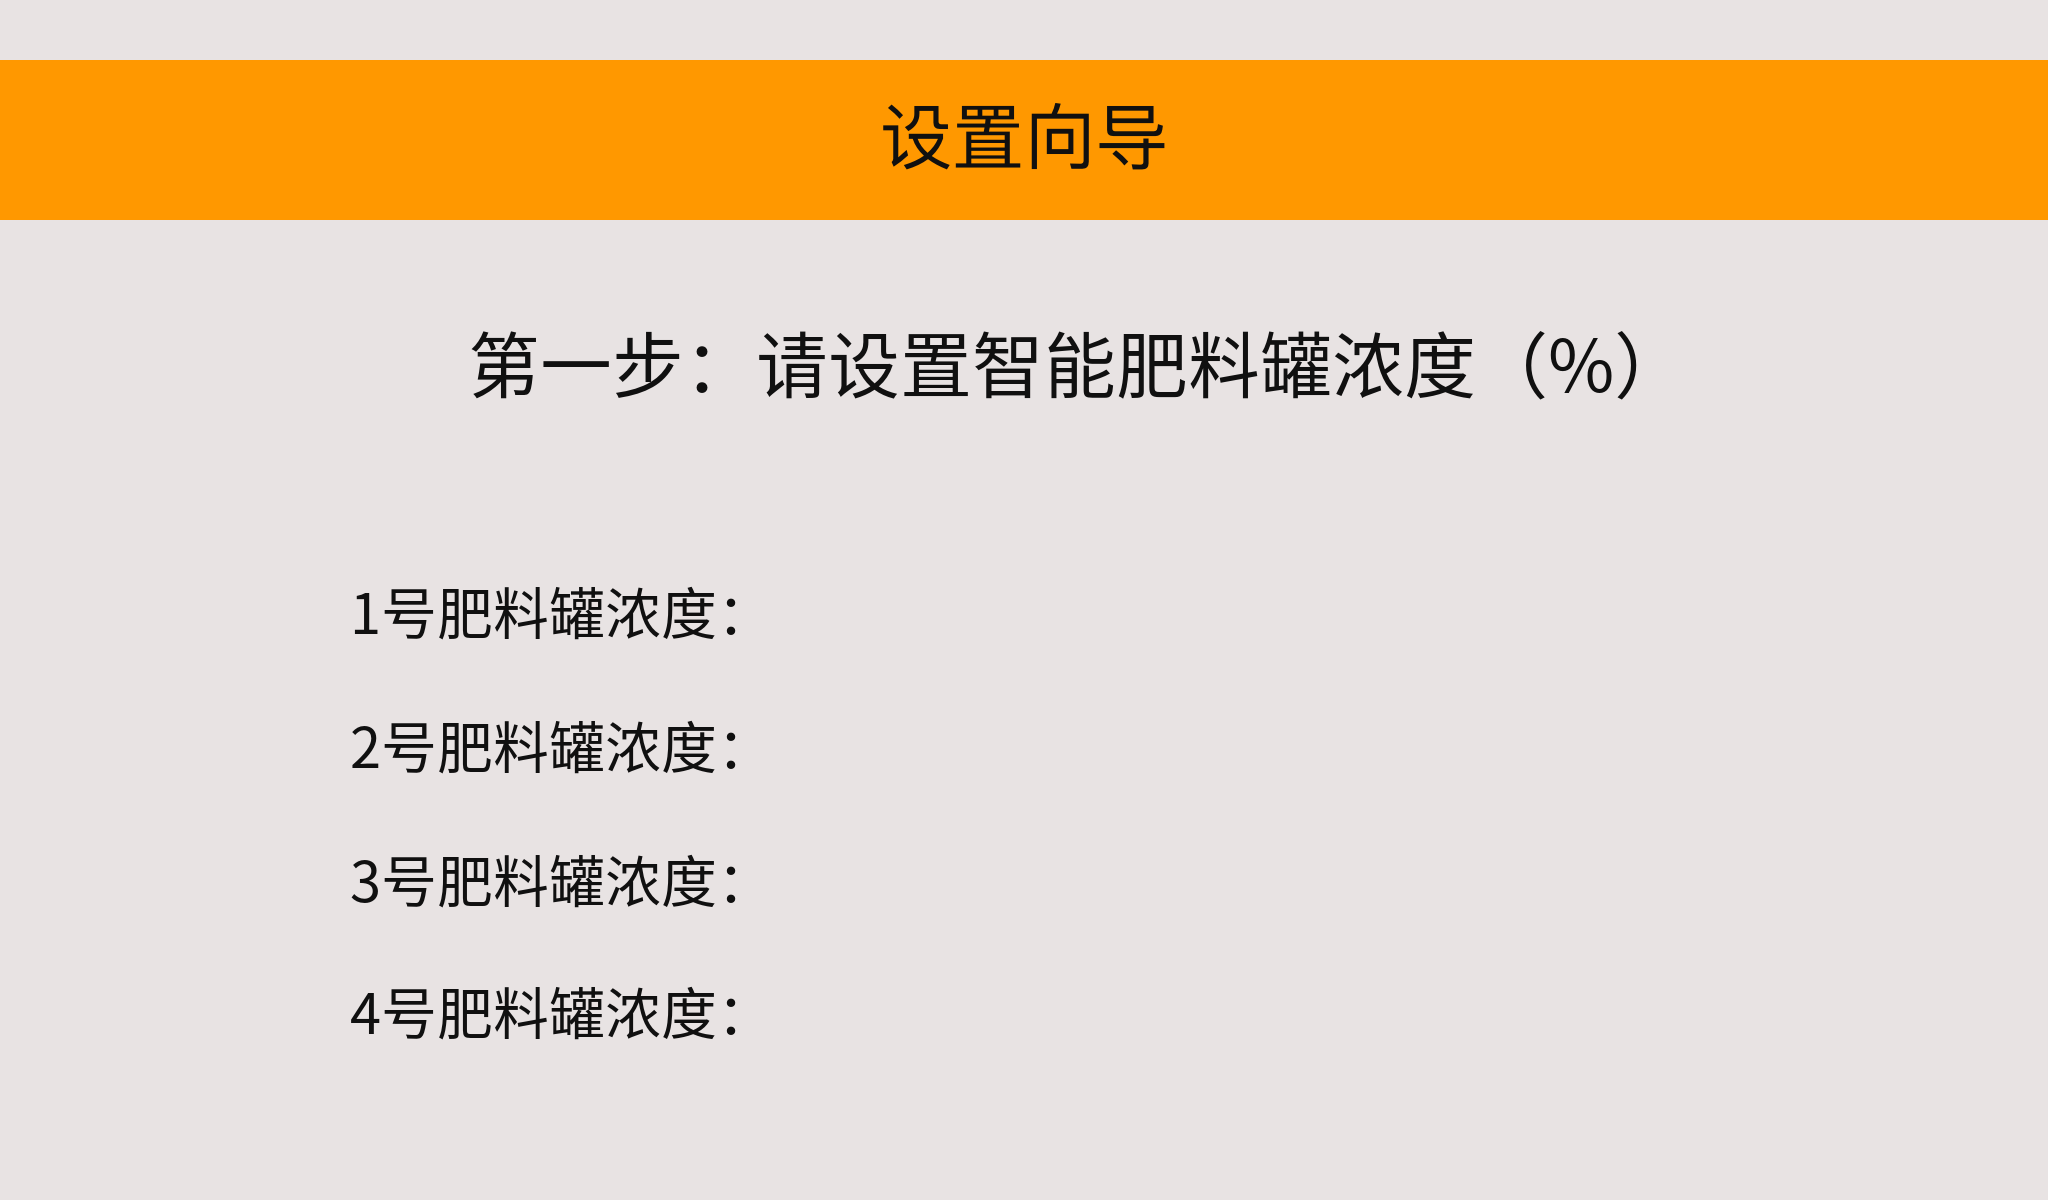 设置向导
第一步：请设置智能肥料罐浓度（%）
1号肥料罐浓度：
2号肥料罐浓度：
3号肥料罐浓度：
4号肥料罐浓度：